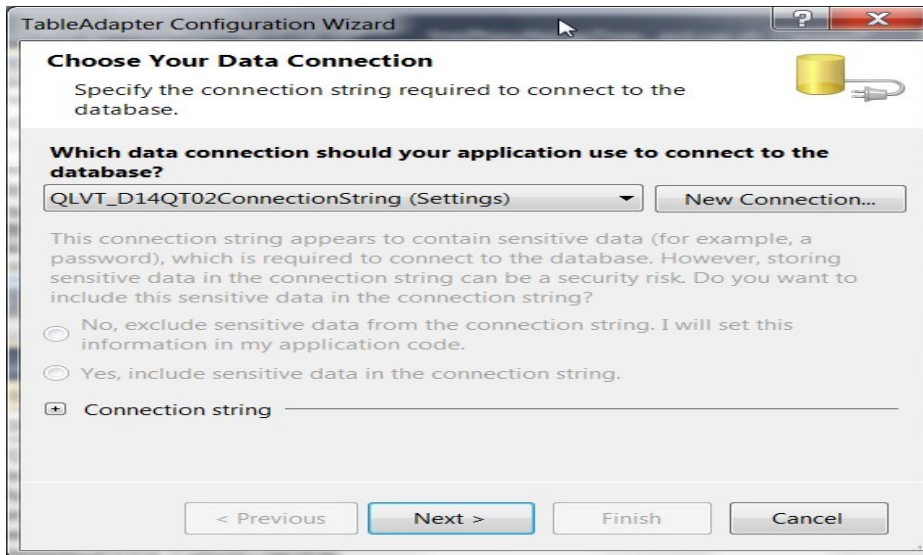 TableAdapter Configuration Wizard
?
Choose Your Data Connection
Specify the connection string required to connect to the
database.
Which data connection should your application use to connect to the
database?
QLVT_D14QT02ConnectionString (Settings)
New Connection...
This connection string appears to contain sensitive data (for example, a
password), which is required to connect to the database. However, storing
sensitive data in the connection string can be a security risk. Do you want to
include this sensitive data in the connection string?
No, exclude sensitive data from the connection string. I will set this
information in my application code.
Yes, include sensitive data in the connection string.
Connection string
< Previous
Next >
Finish
Cancel